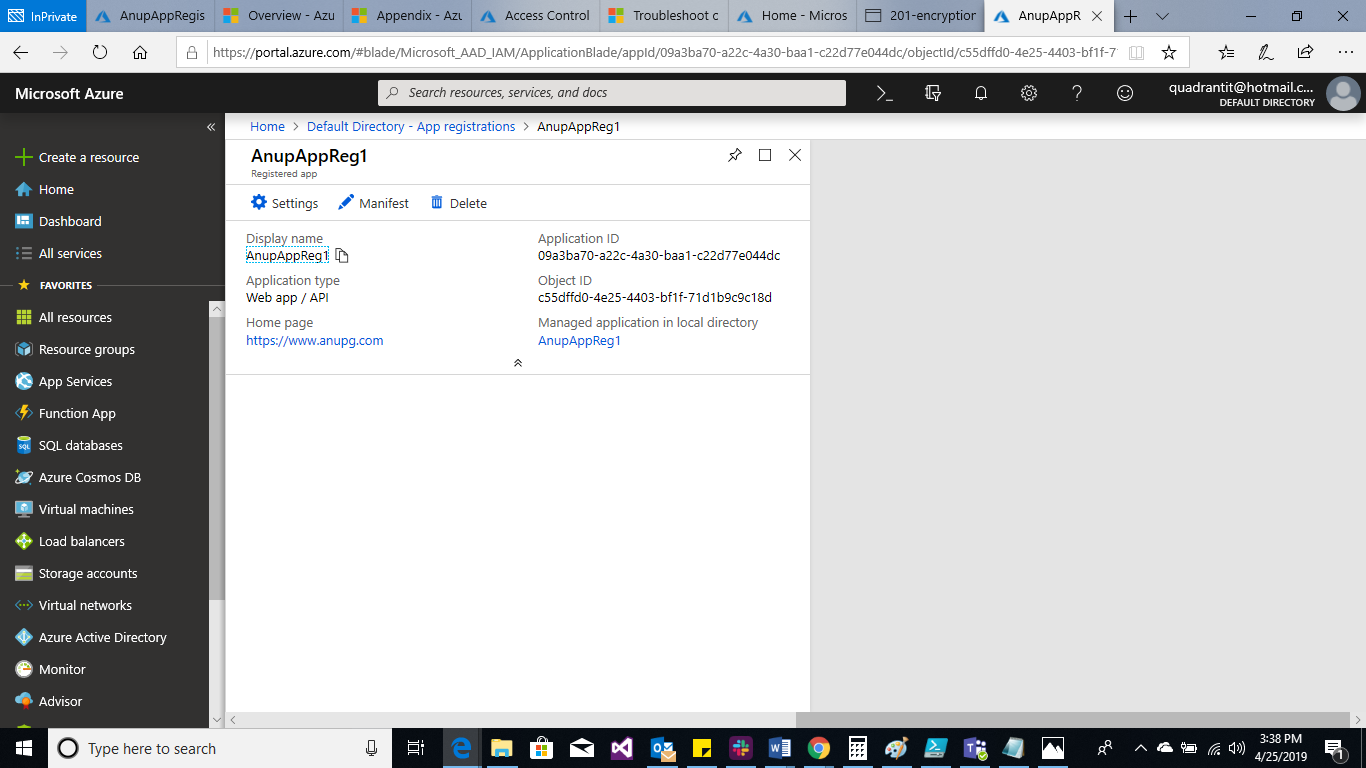 InPrivate
AnupAppRegis
Overview - Azu
Appendix - Azu
Access Control
Troubleshoot c
Home - Micros
201-encryption
AnupAppR
https://portal.azure.com/#blade/Microsoft_AAD_IAM/ApplicationBlade/appId/09a3ba70-a22c-4a30-baa1-c22d77e044dc/objectId/c55dffd0-4e25-4403-bf1f-7
Microsoft Azure
Search resources, services, and docs
quadrantit@hotmail.c...
DEFAULT DIRECTORY
Home > Default Directory - App registrations > AnupAppReg1
Create a resource
Home
Dashboard
All services
FAVORITES
All resources
Resource groups
App Services
Function App
SQL databases
Azure Cosmos DB
Virtual machines
Load balancers
Storage accounts
Virtual networks
Azure Active Directory
Monitor
Advisor
AnupAppReg1
Registered app
Settings
Manifest
Delete
Display name
AnupAppReg1
Application type
Web app / API
Home page
https://www.anupg.com
Application ID
09a3ba70-a22c-4a30-baa1-c22d77e044dc
Object ID
c55dffd0-4e25-4403-bf1f-71d1b9c9c18d
Managed application in local directory
AnupAppReg1
Type here to search
3:38 PM
4/25/2019
1